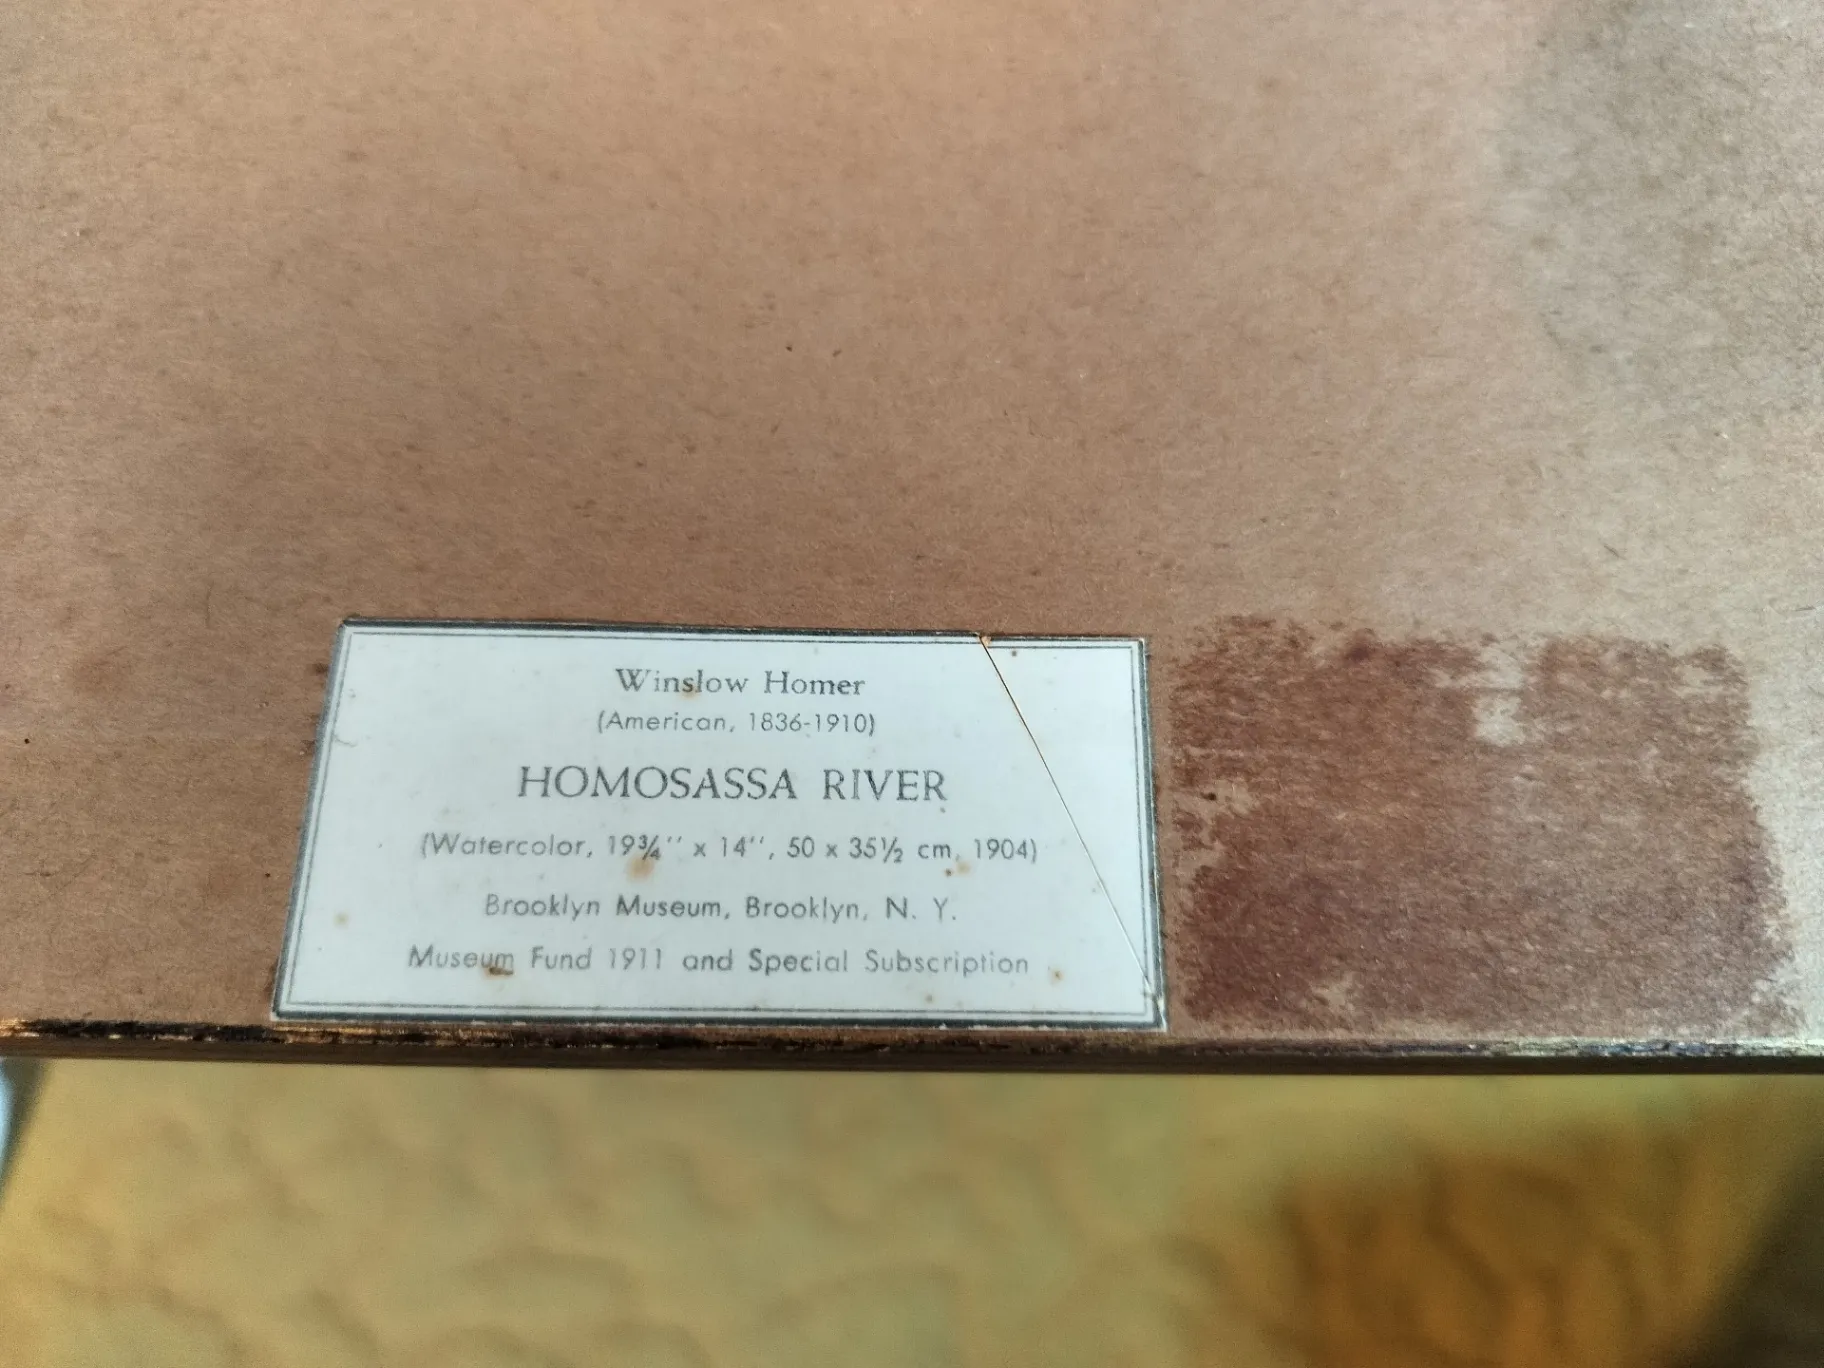 Winslow Homer
(American, 1836-1910)
HOMOSASSA RIVER
(Watercolor, 19¾'' x 14'', 50 x 35½ cm, 1904)
Brooklyn Museum, Brooklyn, N. Y.
Museum Fund 1911 and Special Subscription